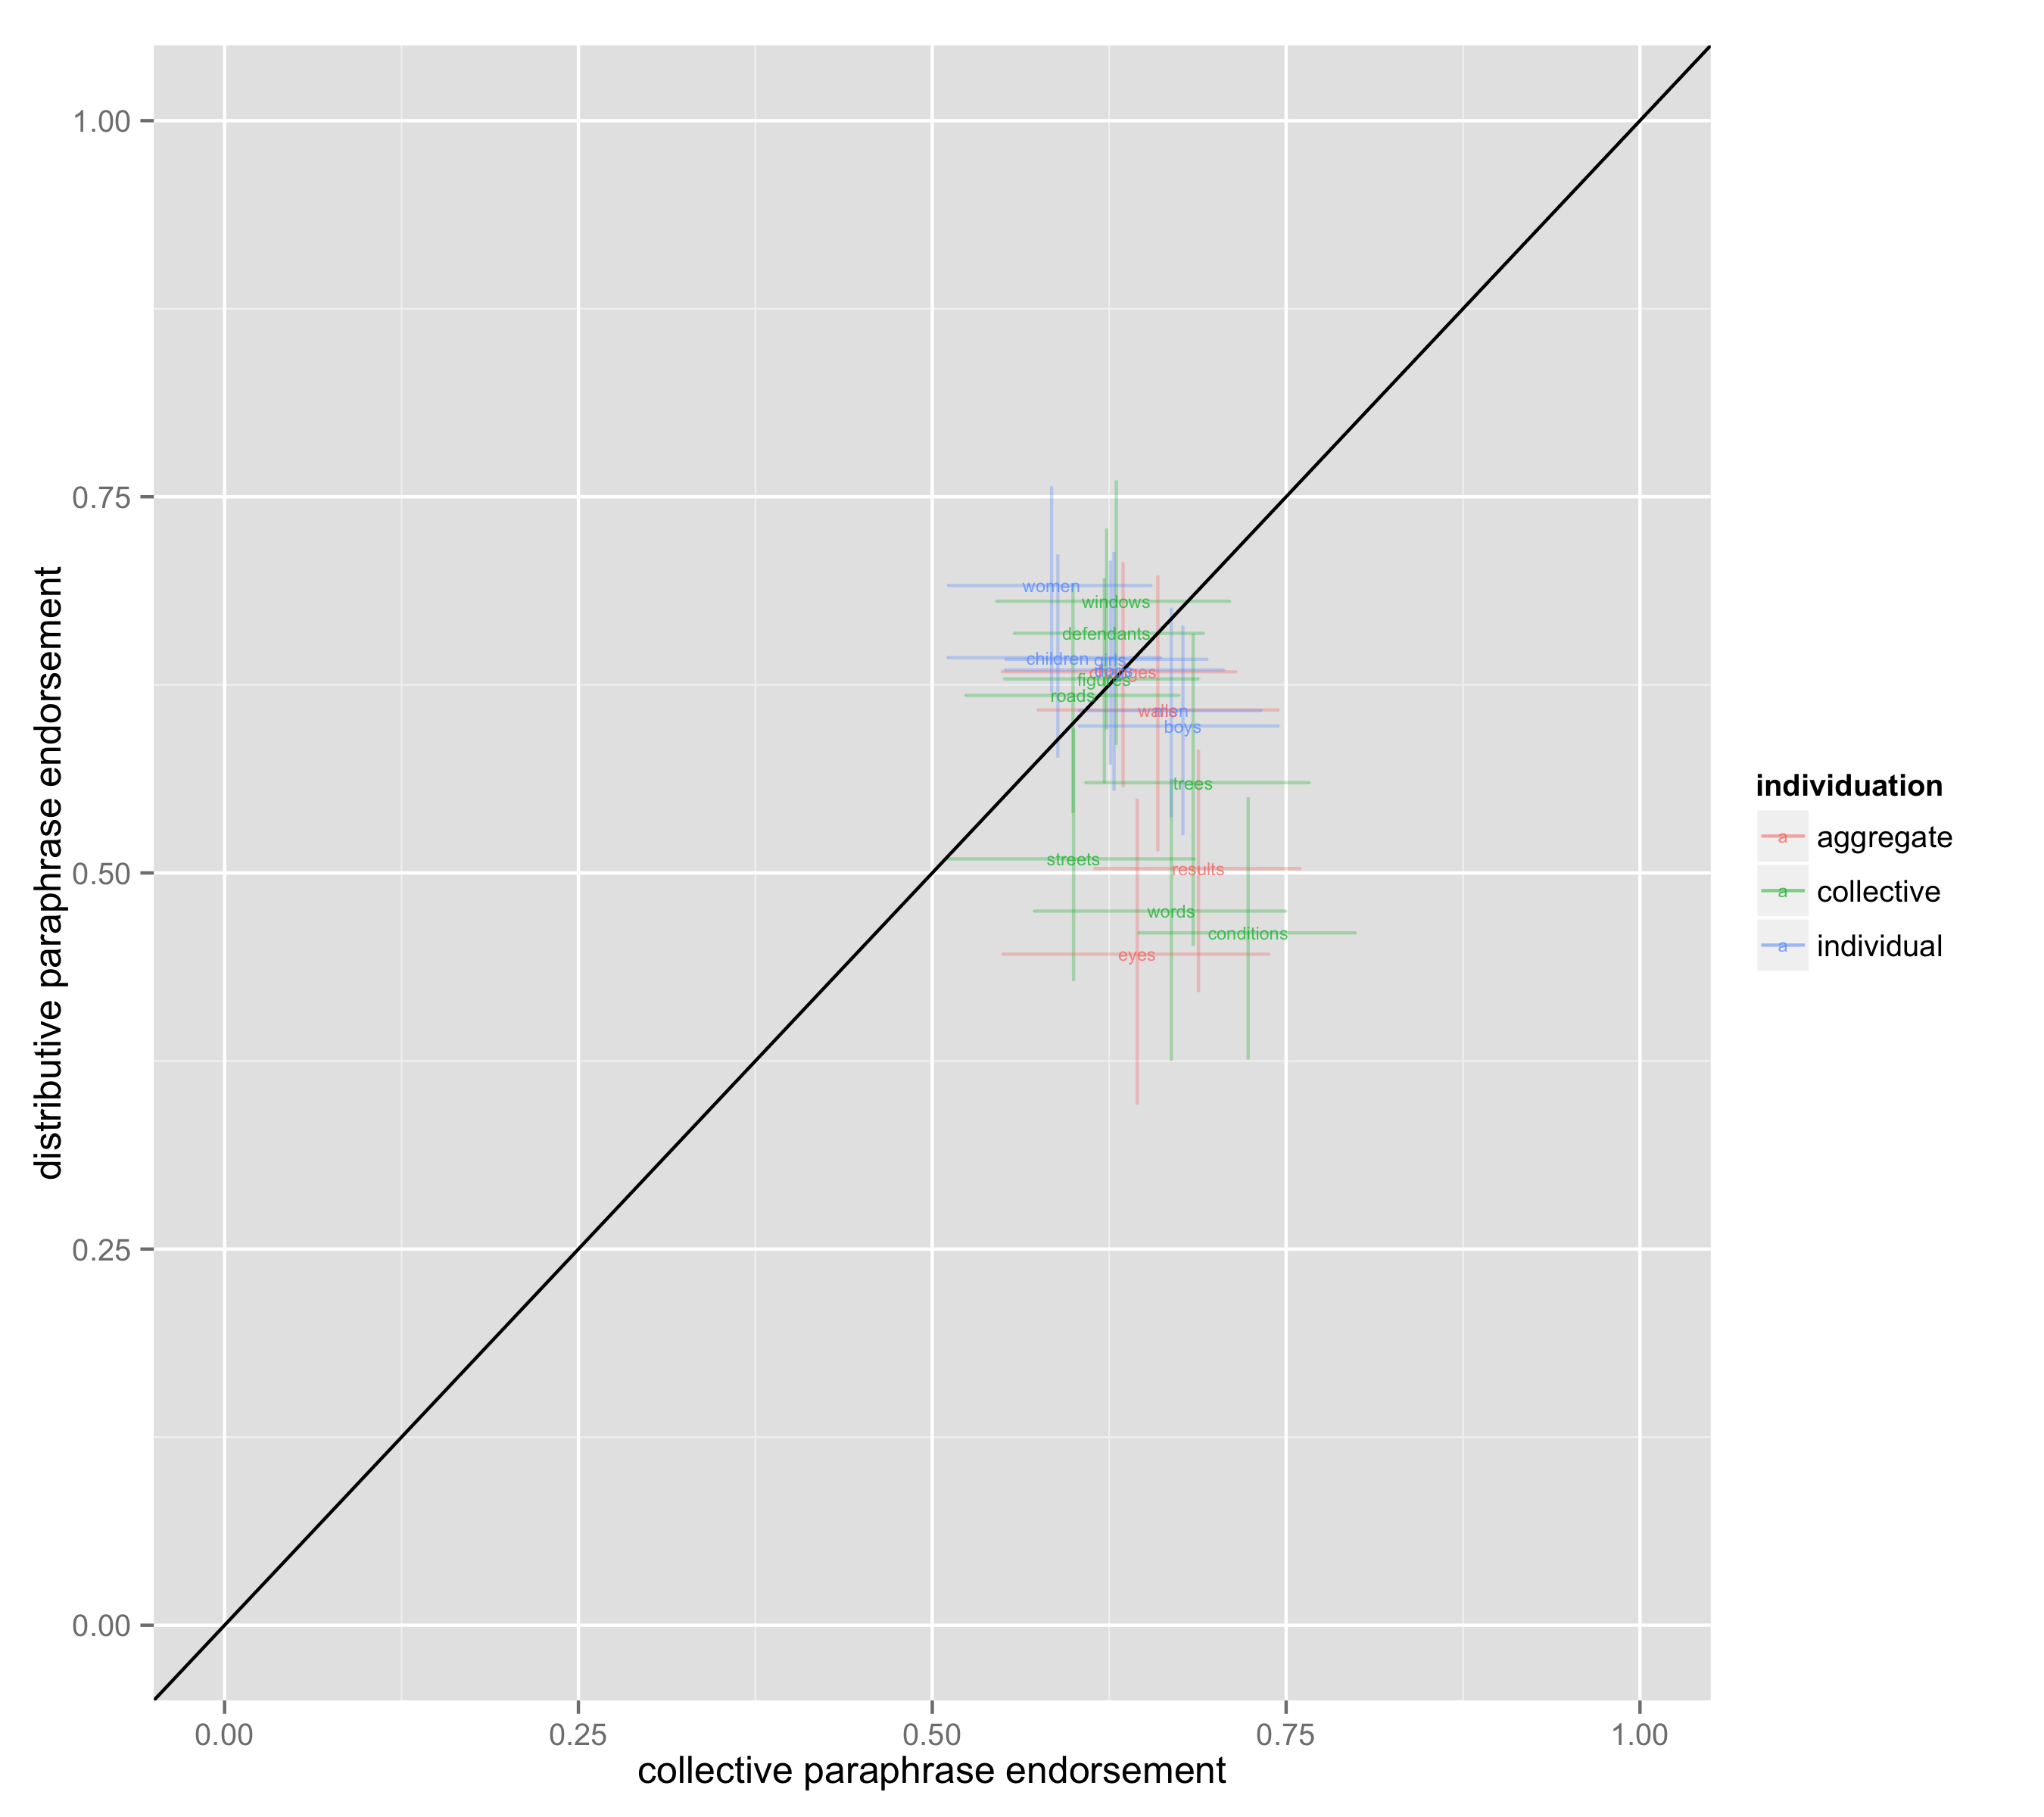 1.00
0.75
0.50
0.25
0.00
distributive paraphrase endorsement
women
windows
defendants
children girls
figures
roads
walls
men
boys
trees
streets
results
words
conditions
eyes
0.00 0.25 0.50 0.75 1.00
collective paraphrase endorsement
individuation
a aggregate
a collective
a individual